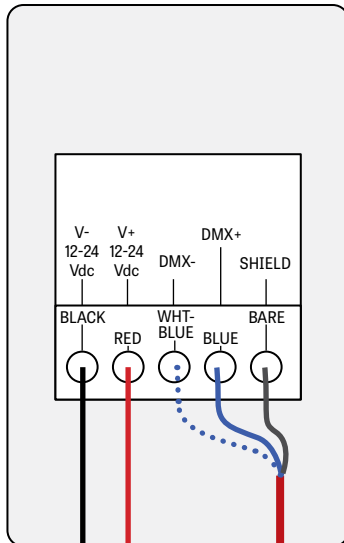 V-
12-24
Vdc
V+
12-24
Vdc
DMX-
DMX+
SHIELD
BLACK
RED
WHT-
BLUE
BLUE
BARE